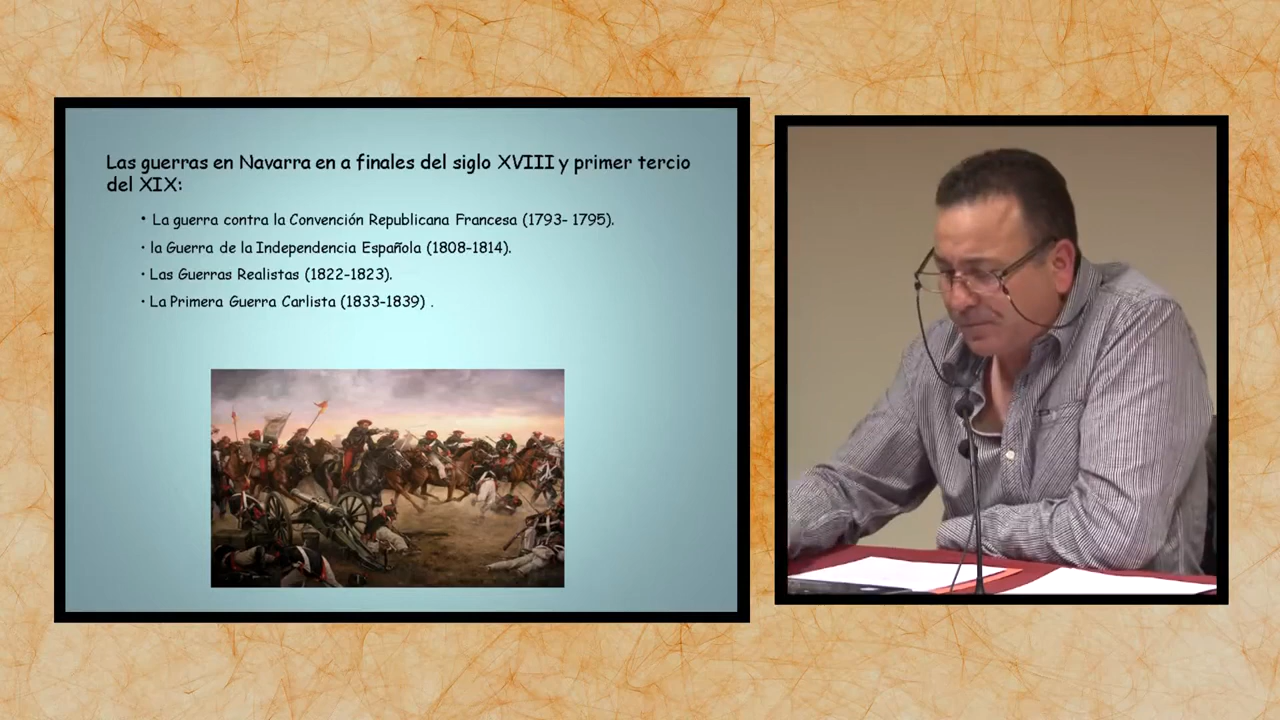 Las guerras en Navarra en a finales del siglo XVIII y primer tercio
del XIX:
• La guerra contra la Convención Republicana Francesa (1793- 1795).
• la Guerra de la Independencia Española (1808-1814).
• Las Guerras Realistas (1822-1823).
• La Primera Guerra Carlista (1833-1839) .